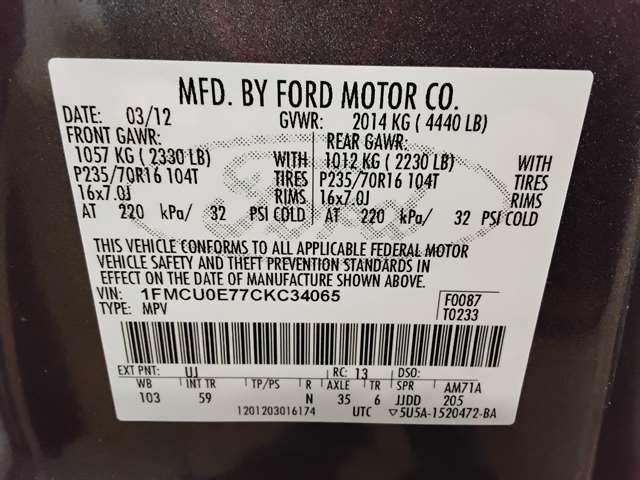 MFD. BY FORD MOTOR CO.
DATE: 03/12 GVWR: 2014 KG ( 4440 LB)
FRONT GAWR: REAR GAWR:
1057 KG ( 2330 LB) WITH 1012 KG ( 2230 LB) WITH
P235/70R16 104T TIRES P235/70R16 104T TIRES
16x7.0J RIMS 16x7.0J RIMS
AT 220 kPa/ 32 PSI COLD AT 220 kPa/ 32 PSI COLD
THIS VEHICLE CONFORMS TO ALL APPLICABLE FEDERAL MOTOR
VEHICLE SAFETY AND THEFT PREVENTION STANDARDS IN
EFFECT ON THE DATE OF MANUFACTURE SHOWN ABOVE.
VIN: 1FMCU0E77CKC34065 F0087
TYPE: MPV T0233
EXT PNT: UJ RC: 13 DSO:
WB INT TR TP/PS R AXLE TR SPR AM71A
103 59 N 35 6 JJDD 205
1201203016174 UTC ▽5U5A-1520472-BA
Ford